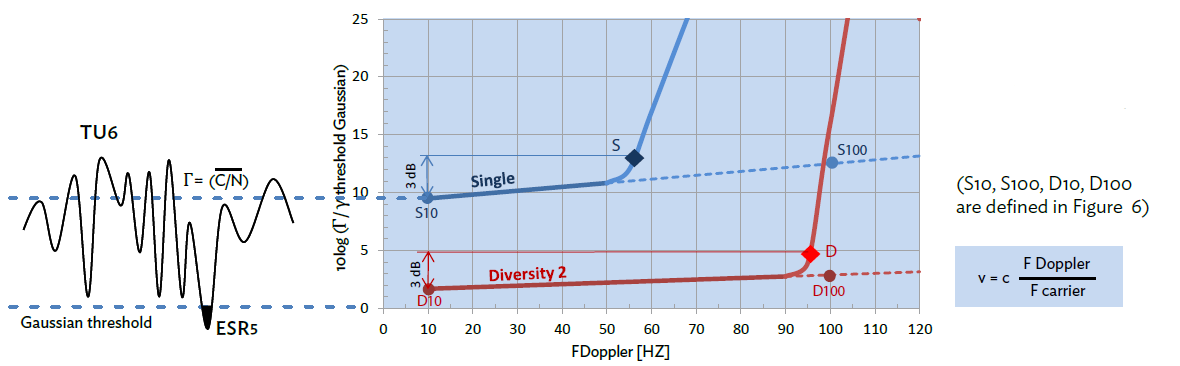 TU6
Γ= (C/N)
Gaussian threshold
ESR5
10log (Γ/ γ threshold Gaussian)
25
20
15
10
5
0
S
S100
3 dB
Single
S10
D
3 dB
Diversity 2
D10
D100
0 10 20 30 40 50 60 70 80 90 100 110 120
FDoppler [HZ]
(S10, S100, D10, D100
are defined in Figure 6)
F Doppler
v = c
F carrier